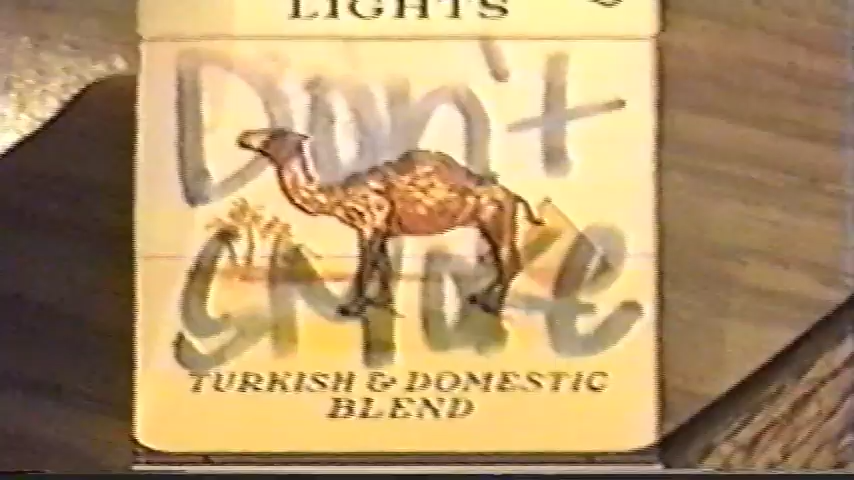 LIGHTS
Don't
SMOKE
TURKISH & DOMESTIC
BLEND